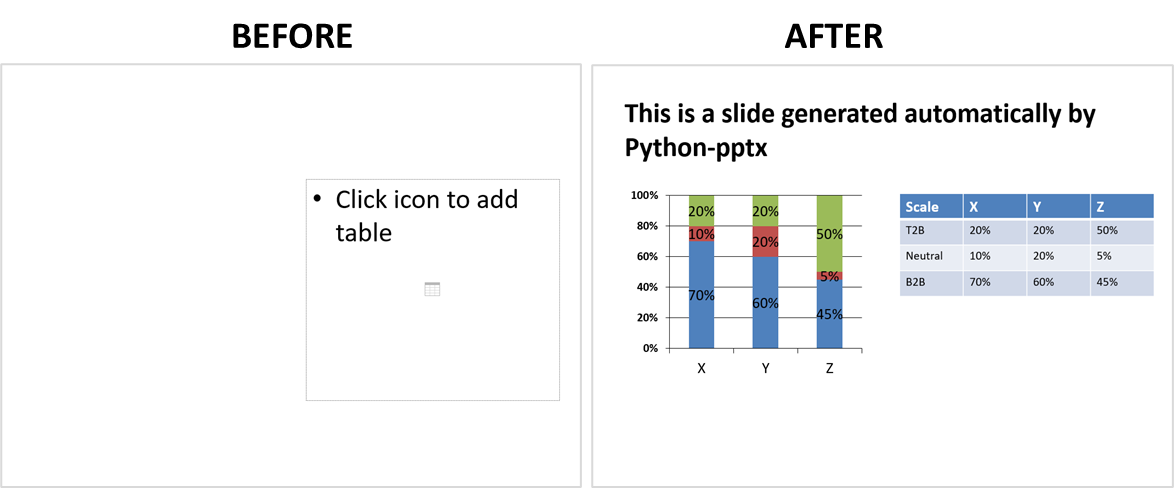 BEFORE
AFTER
• Click icon to add
table
This is a slide generated automatically by
Python-pptx
100%
80%
60%
40%
20%
0%
20%
10%
70%
20%
20%
60%
50%
5%
45%
X Y Z
Scale X Y Z
T2B 20% 20% 50%
Neutral 10% 20% 5%
B2B 70% 60% 45%